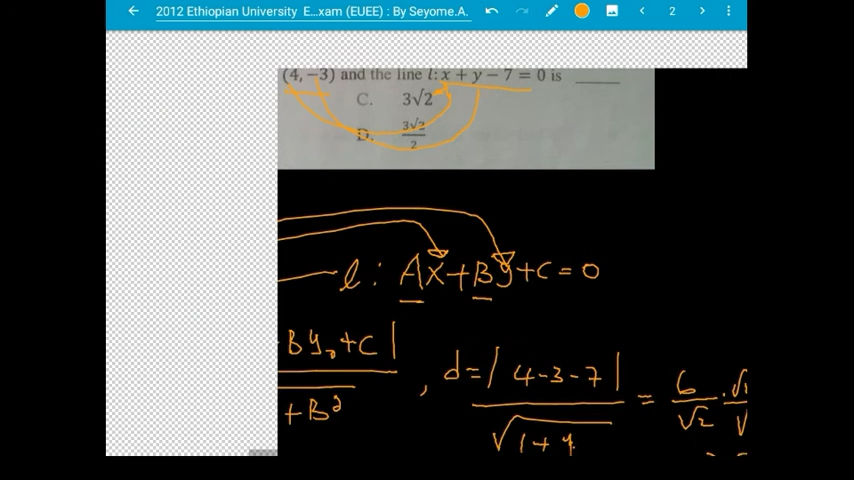 2012 Ethiopian University E...xam (EUEE) : By Seyome.A. 2
(4, −3) and the line l: x + y − 7 = 0 is ______
C. 3√2
D. 3√2/2
l : Ax + By + C = 0
By₀ + C |
+ B²
, d = | 4 - 3 - 7 | / √1 + 1 = 6/√2 .